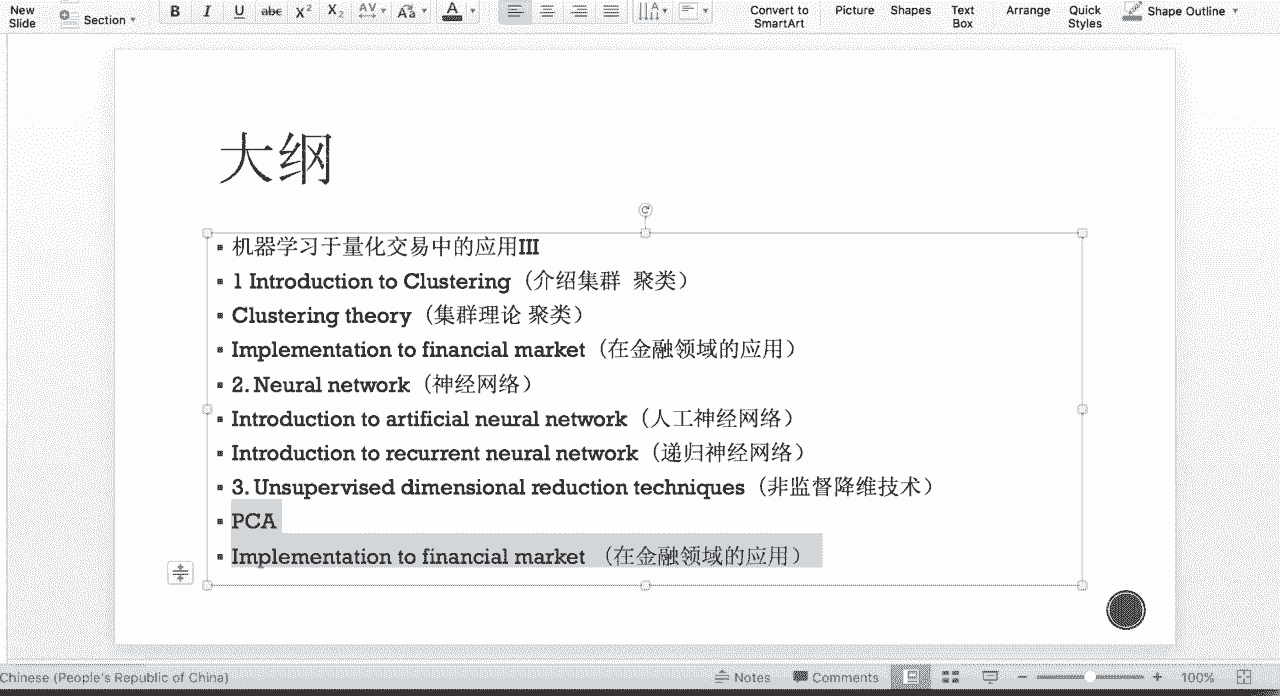 New
Slide
Section
B I U abc X² X₂ AV Aa A
Convert to
SmartArt
Picture
Shapes
Text
Box
Arrange
Quick
Styles
Shape Outline
大纲
机器学习于量化交易中的应用III
1 Introduction to Clustering（介绍集群 聚类）
Clustering theory（集群理论 聚类）
Implementation to financial market（在金融领域的应用）
2. Neural network（神经网络）
Introduction to artificial neural network（人工神经网络）
Introduction to recurrent neural network（递归神经网络）
3. Unsupervised dimensional reduction techniques（非监督降维技术）
PCA
Implementation to financial market （在金融领域的应用）
Chinese (People's Republic of China)
Notes
Comments
100%